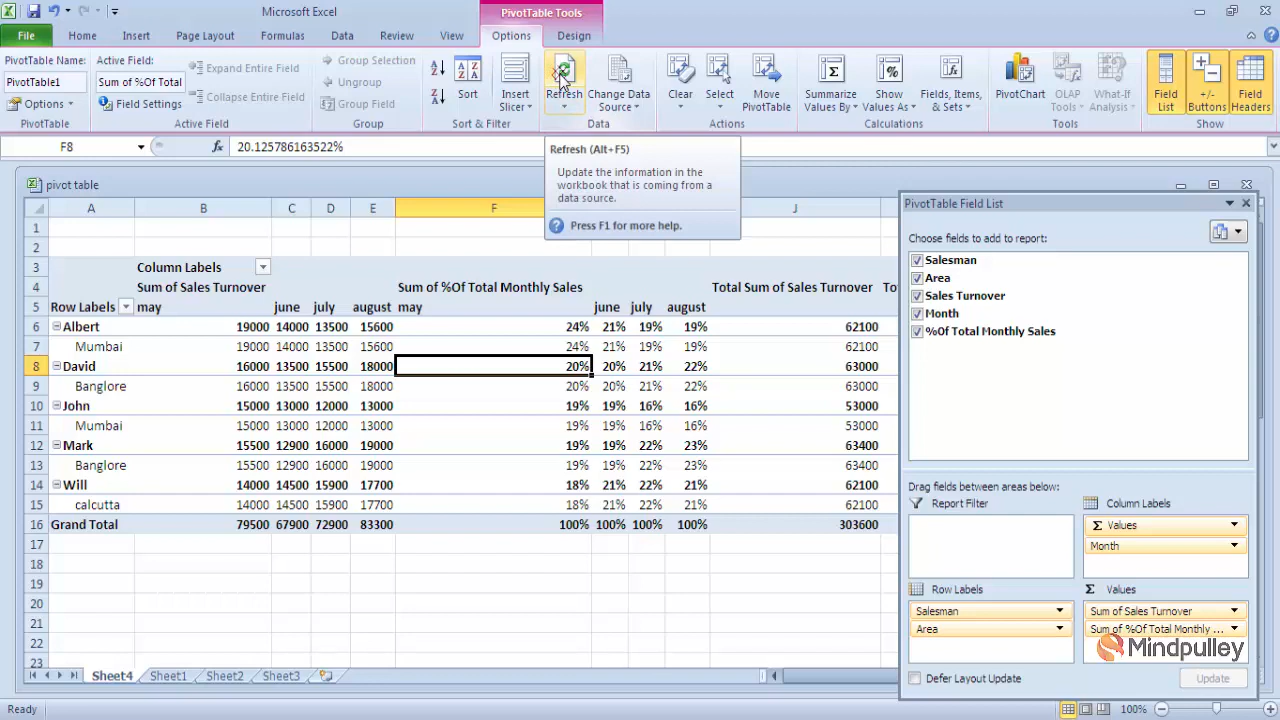 Microsoft Excel
PivotTable Tools
File Home Insert Page Layout Formulas Data Review View Options Design
PivotTable Name: Active Field: Expand Entire Field Group Selection
PivotTable1 Sum of %Of Total Collapse Entire Field Ungroup
Options Field Settings Group Field
Sort Insert Slicer Refresh Change Data Source Clear Select Move PivotTable Summarize Values By Show Values As Fields, Items, & Sets PivotChart OLAP Tools What-If Analysis Field List +/- Buttons Field Headers
PivotTable Active Field Group Sort & Filter Data Actions Calculations Tools Show
F8 fx 20.125786163522%
Refresh (Alt+F5)
Update the information in the
workbook that is coming from a
data source.
Press F1 for more help.
pivot table
A B C D E F J
1
2
3 Column Labels
4 Sum of Sales Turnover Sum of %Of Total Monthly Sales Total Sum of Sales Turnover To
5 Row Labels may june july august may june july august
6 Albert 19000 14000 13500 15600 24% 21% 19% 19% 62100
7 Mumbai 19000 14000 13500 15600 24% 21% 19% 19% 62100
8 David 16000 13500 15500 18000 20% 20% 21% 22% 63000
9 Banglore 16000 13500 15500 18000 20% 20% 21% 22% 63000
10 John 15000 13000 12000 13000 19% 19% 16% 16% 53000
11 Mumbai 15000 13000 12000 13000 19% 19% 16% 16% 53000
12 Mark 15500 12900 16000 19000 19% 19% 22% 23% 63400
13 Banglore 15500 12900 16000 19000 19% 19% 22% 23% 63400
14 Will 14000 14500 15900 17700 18% 21% 22% 21% 62100
15 calcutta 14000 14500 15900 17700 18% 21% 22% 21% 62100
16 Grand Total 79500 67900 72900 83300 100% 100% 100% 100% 303600
17
18
19
20
21
22
23
PivotTable Field List
Choose fields to add to report:
Salesman
Area
Sales Turnover
Month
%Of Total Monthly Sales
Drag fields between areas below:
Report Filter Column Labels
Σ Values
Month
Row Labels Σ Values
Salesman Sum of Sales Turnover
Area Sum of %Of Total Monthly ...
Mindpulley
Defer Layout Update Update
Sheet4 Sheet1 Sheet2 Sheet3
Ready 100%